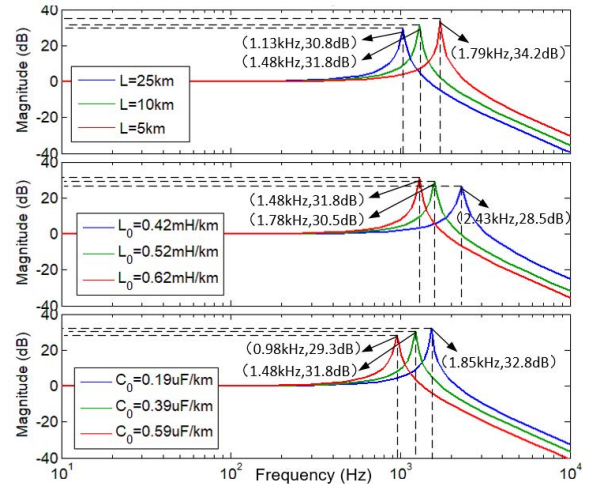 40
20
0
-20
-40
Magnitude (dB)
L=25km
L=10km
L=5km
(1.13kHz,30.8dB)
(1.48kHz,31.8dB)
(1.79kHz,34.2dB)
40
20
0
-20
-40
Magnitude (dB)
L0=0.42mH/km
L0=0.52mH/km
L0=0.62mH/km
(1.48kHz,31.8dB)
(1.78kHz,30.5dB)
(2.43kHz,28.5dB)
40
20
0
-20
-40
Magnitude (dB)
C0=0.19uF/km
C0=0.39uF/km
C0=0.59uF/km
(0.98kHz,29.3dB)
(1.48kHz,31.8dB)
(1.85kHz,32.8dB)
10^1
10^2
10^3
10^4
Frequency (Hz)